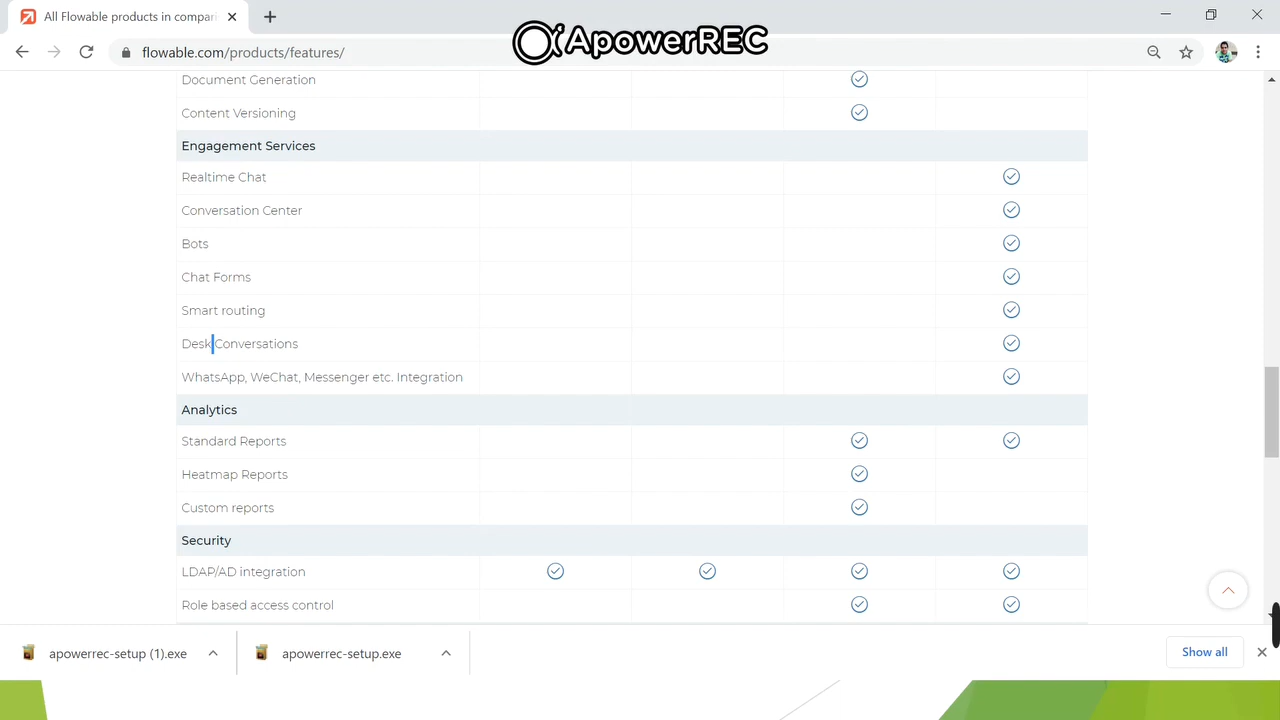 All Flowable products in compari
flowable.com/products/features/
ApowerREC
Document Generation
Content Versioning
Engagement Services
Realtime Chat
Conversation Center
Bots
Chat Forms
Smart routing
Desk Conversations
WhatsApp, WeChat, Messenger etc. Integration
Analytics
Standard Reports
Heatmap Reports
Custom reports
Security
LDAP/AD integration
Role based access control
apowerrec-setup (1).exe
apowerrec-setup.exe
Show all